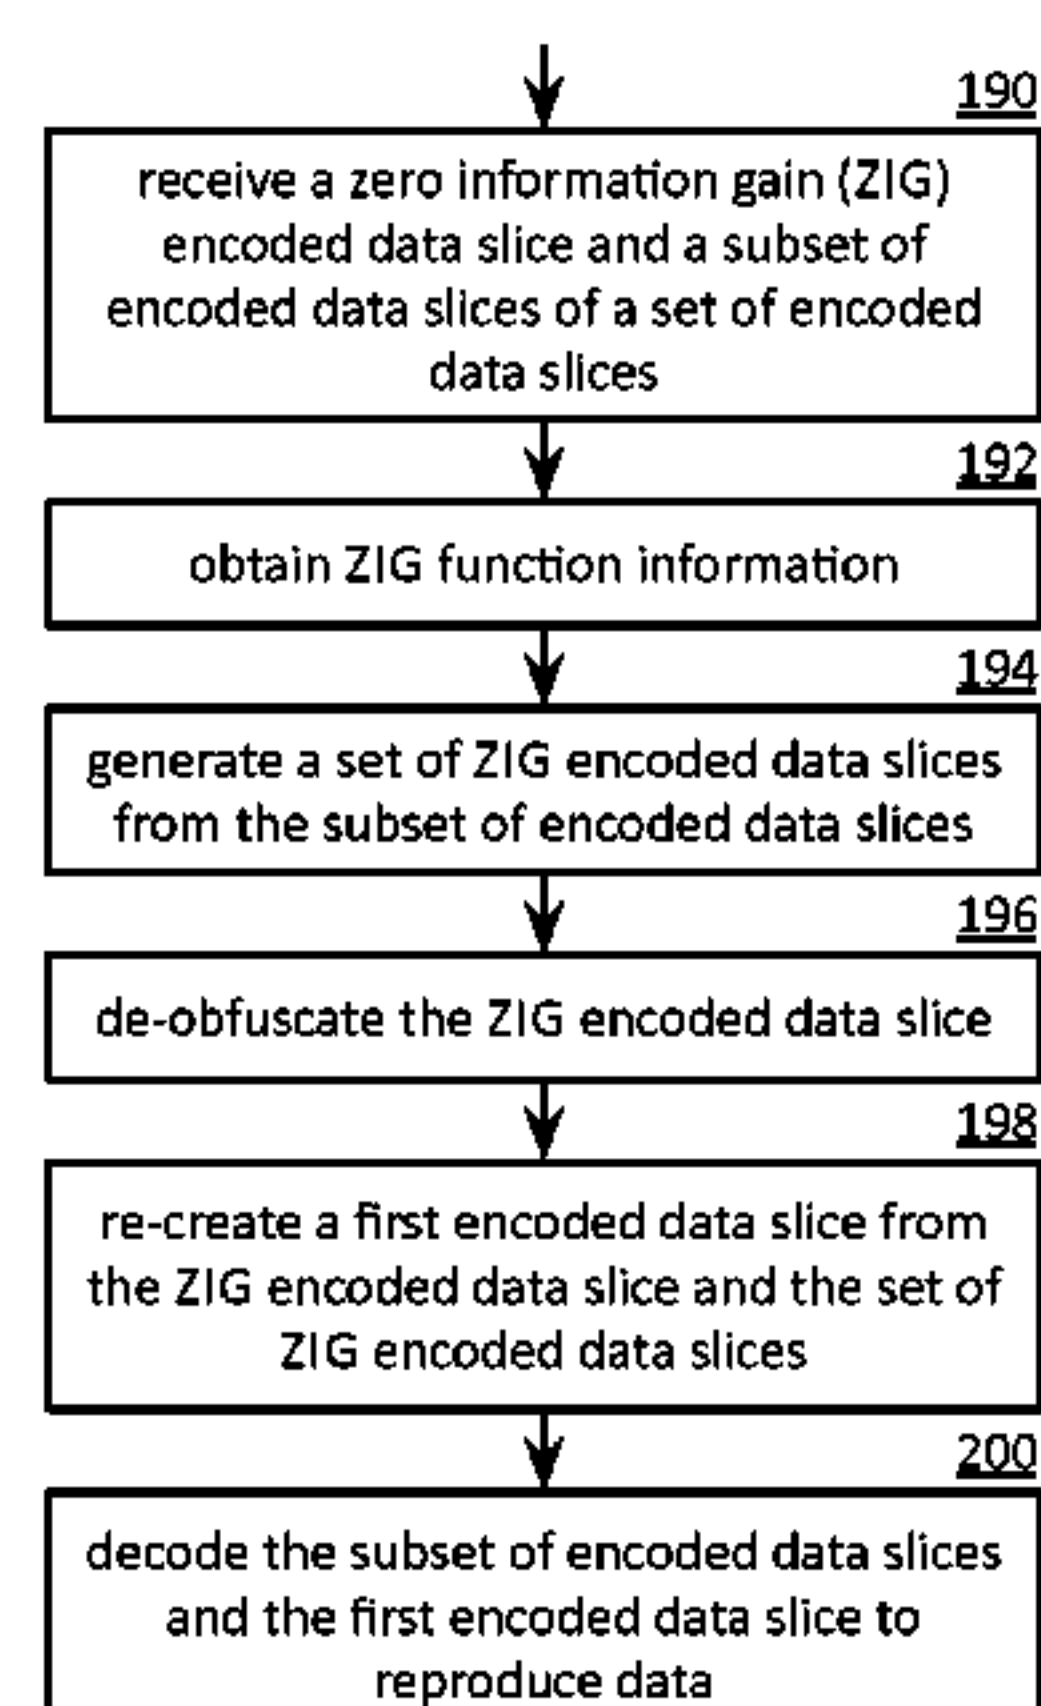 190
receive a zero information gain (ZIG)
encoded data slice and a subset of
encoded data slices of a set of encoded
data slices
192
obtain ZIG function information
194
generate a set of ZIG encoded data slices
from the subset of encoded data slices
196
de-obfuscate the ZIG encoded data slice
198
re-create a first encoded data slice from
the ZIG encoded data slice and the set of
ZIG encoded data slices
200
decode the subset of encoded data slices
and the first encoded data slice to
reproduce data